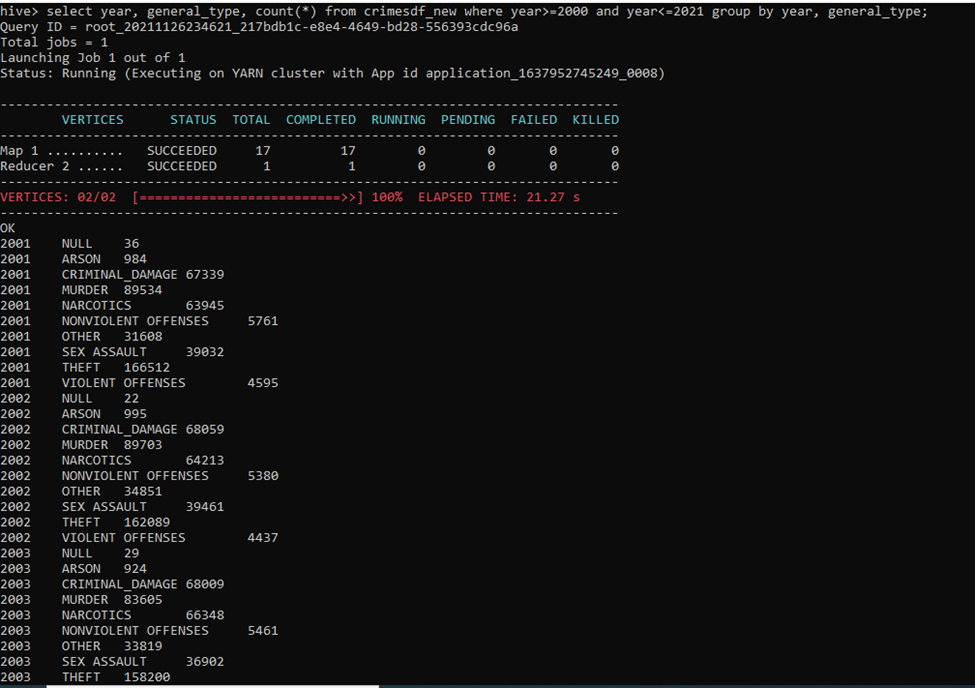 hive> select year, general_type, count(*) from crimesdf_new where year>=2000 and year<=2021 group by year, general_type;
Query ID = root_20211126234621_217bdb1c-e8e4-4649-bd28-556393cdc96a
Total jobs = 1
Launching Job 1 out of 1
Status: Running (Executing on YARN cluster with App id application_1637952745249_0008)
--------------------------------------------------------------------------------
VERTICES STATUS TOTAL COMPLETED RUNNING PENDING FAILED KILLED
--------------------------------------------------------------------------------
Map 1 .......... SUCCEEDED 17 17 0 0 0 0
Reducer 2 ...... SUCCEEDED 1 1 0 0 0 0
--------------------------------------------------------------------------------
VERTICES: 02/02 [==========================>>] 100% ELAPSED TIME: 21.27 s
--------------------------------------------------------------------------------
OK
2001 NULL 36
2001 ARSON 984
2001 CRIMINAL_DAMAGE 67339
2001 MURDER 89534
2001 NARCOTICS 63945
2001 NONVIOLENT OFFENSES 5761
2001 OTHER 31608
2001 SEX ASSAULT 39032
2001 THEFT 166512
2001 VIOLENT OFFENSES 4595
2002 NULL 22
2002 ARSON 995
2002 CRIMINAL_DAMAGE 68059
2002 MURDER 89703
2002 NARCOTICS 64213
2002 NONVIOLENT OFFENSES 5380
2002 OTHER 34851
2002 SEX ASSAULT 39461
2002 THEFT 162089
2002 VIOLENT OFFENSES 4437
2003 NULL 29
2003 ARSON 924
2003 CRIMINAL_DAMAGE 68009
2003 MURDER 83605
2003 NARCOTICS 66348
2003 NONVIOLENT OFFENSES 5461
2003 OTHER 33819
2003 SEX ASSAULT 36902
2003 THEFT 158200